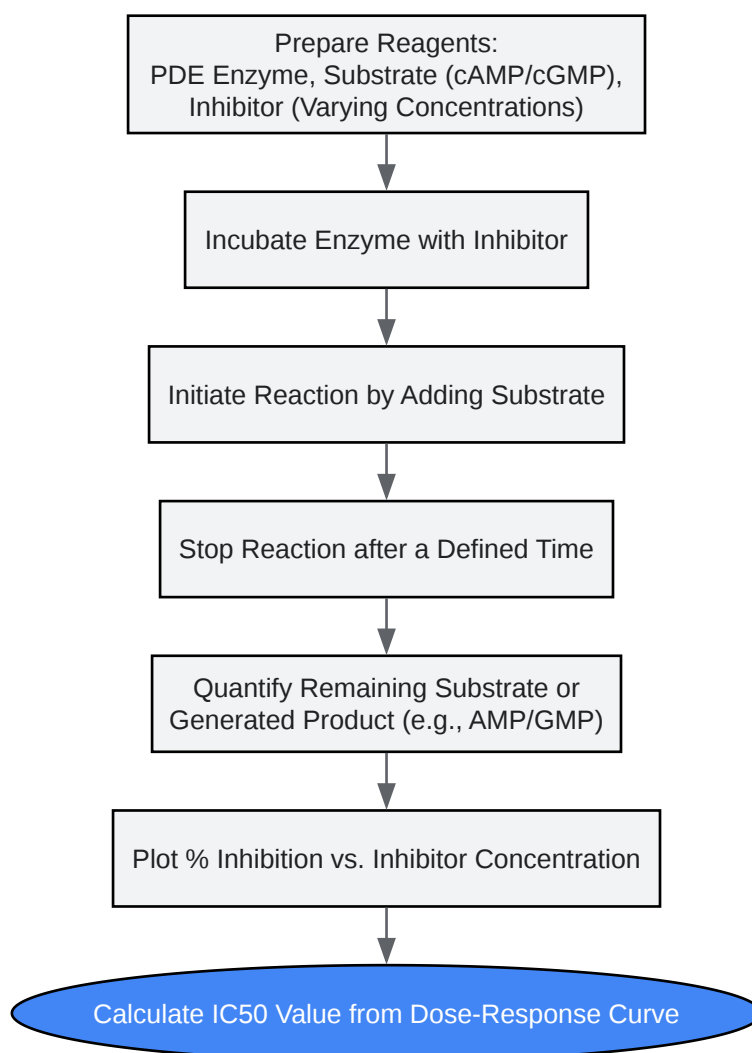 Prepare Reagents:
PDE Enzyme, Substrate (cAMP/cGMP),
Inhibitor (Varying Concentrations)
Incubate Enzyme with Inhibitor
Initiate Reaction by Adding Substrate
Stop Reaction after a Defined Time
Quantify Remaining Substrate or
Generated Product (e.g., AMP/GMP)
Plot % Inhibition vs. Inhibitor Concentration
Calculate IC50 Value from Dose-Response Curve